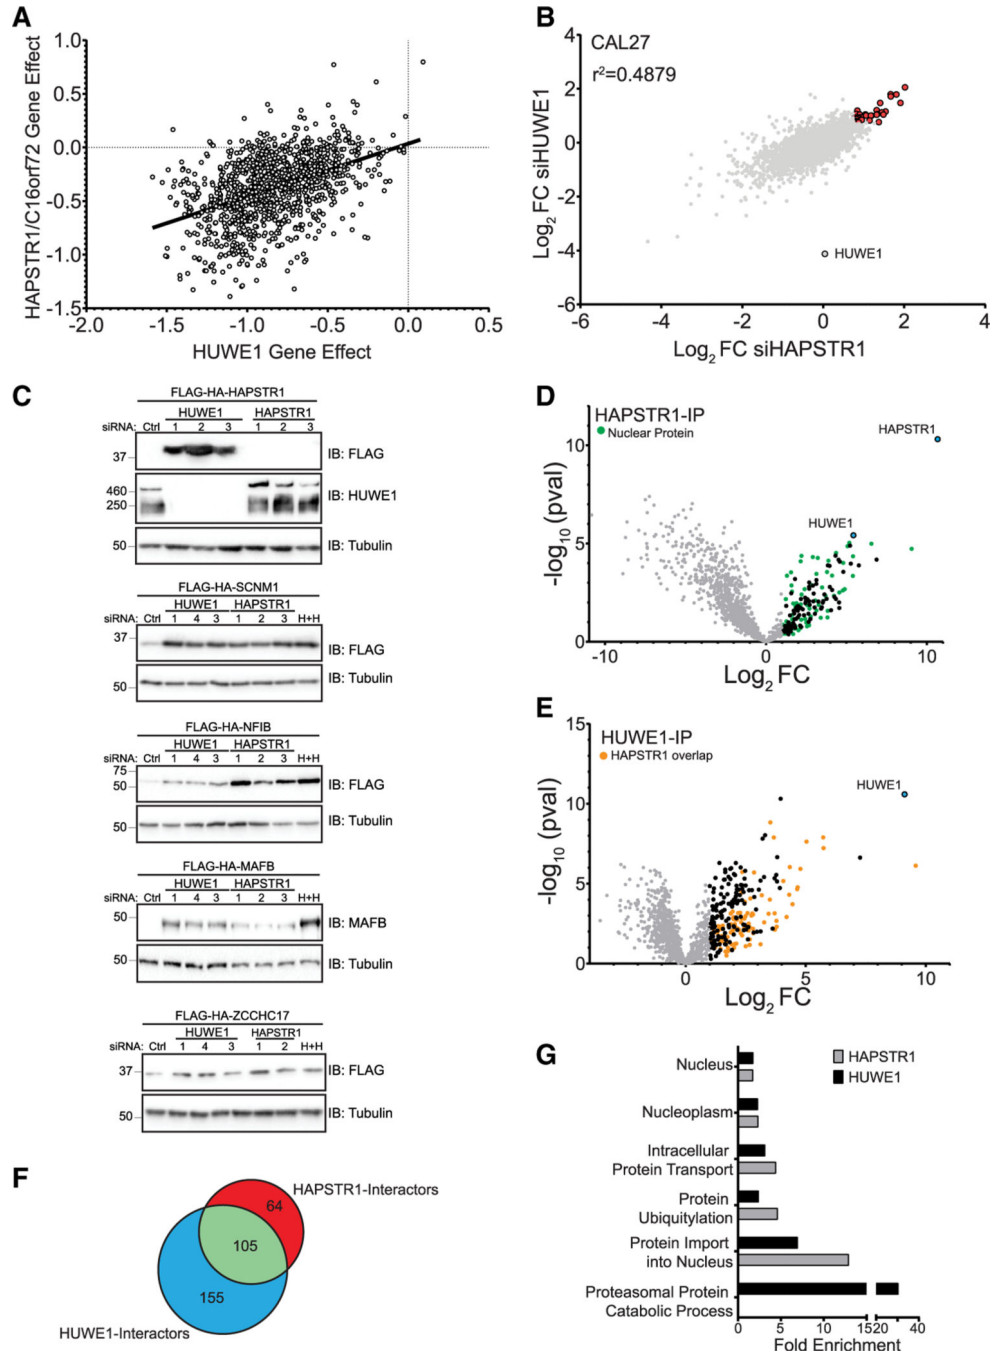 A
1.0
0.5
0.0
-0.5
-1.0
-1.5
-2.0 -1.5 -1.0 -0.5 0.0 0.5
HAPSTR1/C16orf72 Gene Effect
HUWE1 Gene Effect
B
CAL27
r²=0.4879
4
2
0
-2
-4
-6
-6 -4 -2 0 2 4
HUWE1
Log₂ FC siHUWE1
Log₂ FC siHAPSTR1
C
FLAG-HA-HAPSTR1
HUWE1 HAPSTR1
siRNA: Ctrl 1 2 3 1 2 3
37 IB: FLAG
460
250
IB: HUWE1
50 IB: Tubulin
FLAG-HA-SCNM1
HUWE1 HAPSTR1
siRNA: Ctrl 1 4 3 1 2 3 H+H
37 IB: FLAG
50 IB: Tubulin
FLAG-HA-NFIB
HUWE1 HAPSTR1
siRNA: Ctrl 1 4 3 1 2 3 H+H
75
50 IB: FLAG
50 IB: Tubulin
FLAG-HA-MAFB
HUWE1 HAPSTR1
siRNA: Ctrl 1 4 3 1 2 3 H+H
50 IB: MAFB
50 IB: Tubulin
FLAG-HA-ZCCHC17
HUWE1 HAPSTR1
siRNA: Ctrl 1 4 3 1 2 H+H
37 IB: FLAG
50 IB: Tubulin
D
HAPSTR1-IP
Nuclear Protein
HAPSTR1
HUWE1
10
5
0
-10 0 10
-log₁₀ (pval)
Log₂ FC
E
HUWE1-IP
HAPSTR1 overlap
HUWE1
15
10
5
0
0 5 10
-log₁₀ (pval)
Log₂ FC
F
HAPSTR1-Interactors
64
105
155
HUWE1-Interactors
G
HAPSTR1
HUWE1
Nucleus
Nucleoplasm
Intracellular
Protein Transport
Protein
Ubiquitylation
Protein Import
into Nucleus
Proteasomal Protein
Catabolic Process
0 5 10 15 20 40
Fold Enrichment